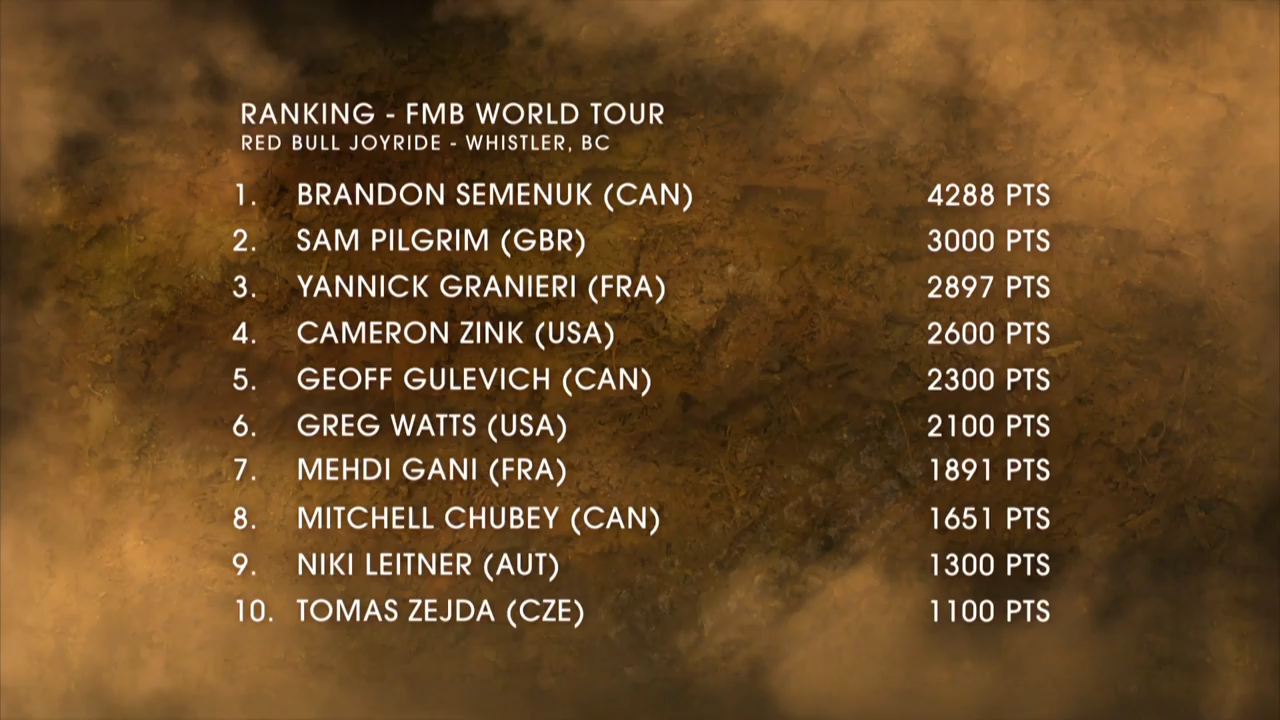 RANKING - FMB WORLD TOUR
RED BULL JOYRIDE - WHISTLER, BC
1. BRANDON SEMENUK (CAN) 4288 PTS
2. SAM PILGRIM (GBR) 3000 PTS
3. YANNICK GRANIERI (FRA) 2897 PTS
4. CAMERON ZINK (USA) 2600 PTS
5. GEOFF GULEVICH (CAN) 2300 PTS
6. GREG WATTS (USA) 2100 PTS
7. MEHDI GANI (FRA) 1891 PTS
8. MITCHELL CHUBEY (CAN) 1651 PTS
9. NIKI LEITNER (AUT) 1300 PTS
10. TOMAS ZEJDA (CZE) 1100 PTS